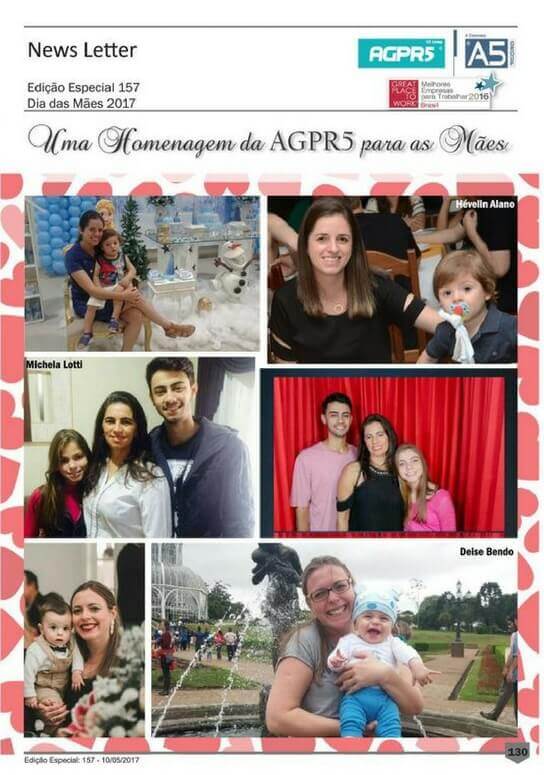 News Letter
AGPR5
A5
Edição Especial 157
Dia das Mães 2017
GREAT PLACE TO WORK
Melhores Empresas para Trabalhar 2016
Brasil
Uma Homenagem da AGPR5 para as Mães
Hévelin Alano
Michela Lotti
Deise Bendo
130
Edição Especial: 157 - 10/05/2017